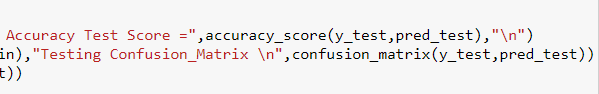 Accuracy Test Score =",accuracy_score(y_test,pred_test),"\n")
in),"Testing Confusion_Matrix \n",confusion_matrix(y_test,pred_test))
t))